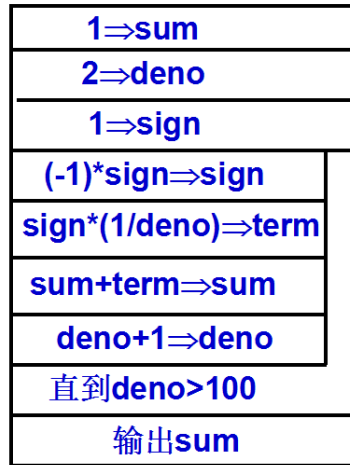 1⇒sum
2⇒deno
1⇒sign
(-1)*sign⇒sign
sign*(1/deno)⇒term
sum+term⇒sum
deno+1⇒deno
直到deno>100
输出sum